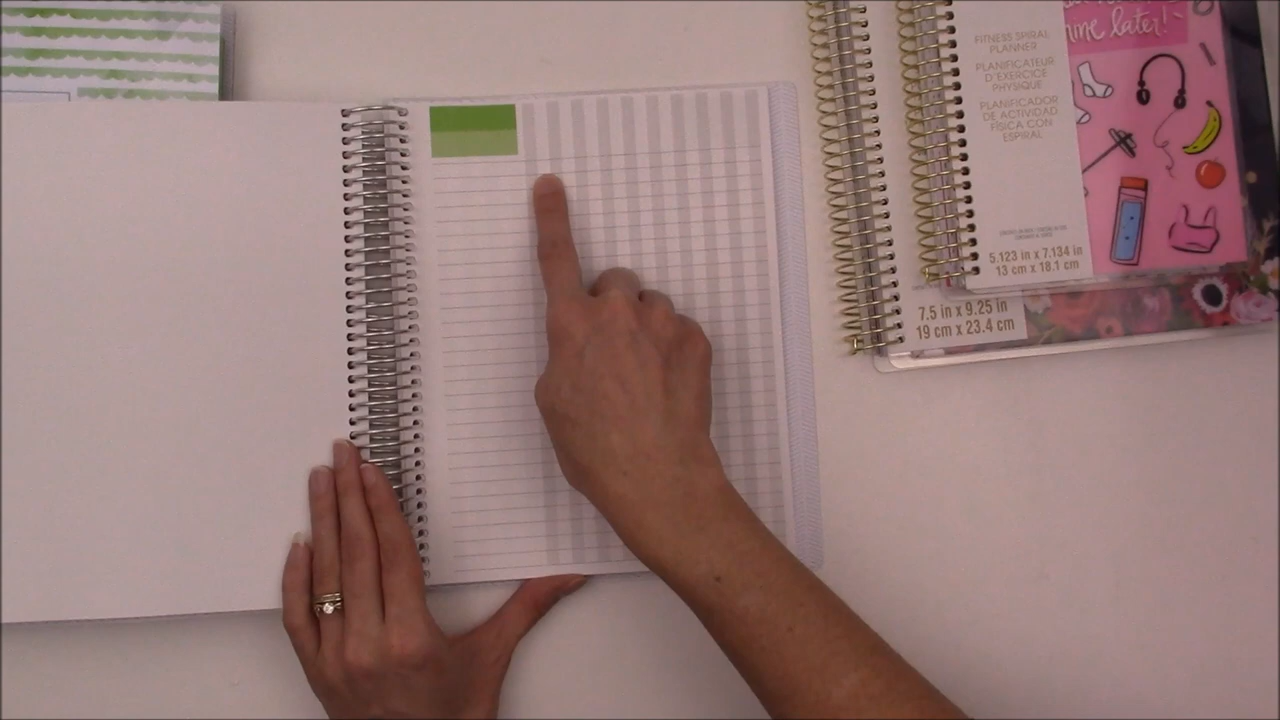 me later!
FITNESS SPIRAL
PLANNER
PLANIFICATEUR
D'EXERCICE
PHYSIQUE
PLANIFICADOR
DE ACTIVIDAD
FÍSICA CON
ESPIRAL
5.123 in x 7.134 in
13 cm x 18.1 cm
7.5 in x 9.25 in
19 cm x 23.4 cm